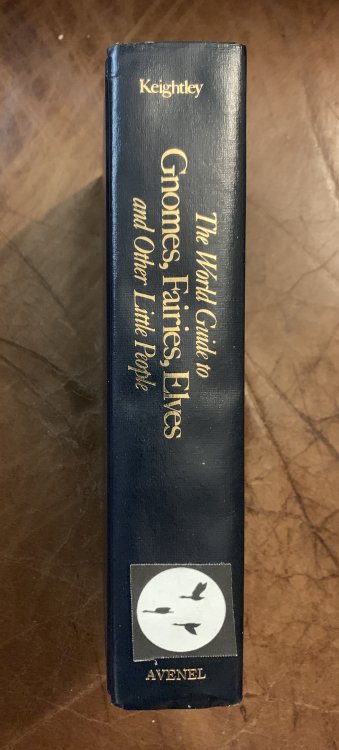 Keightley
The World Guide to
Gnomes, Fairies, Elves
and Other Little People
AVENEL